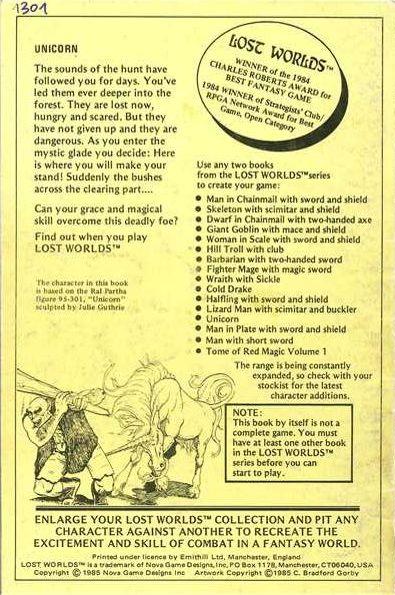 1301
UNICORN
The sounds of the hunt have
followed you for days. You've
led them ever deeper into the
forest. They are lost now,
hungry and scared. But they
have not given up and they are
dangerous. As you enter the
mystic glade you decide: Here
is where you will make your
stand! Suddenly the bushes
across the clearing part....
Can your grace and magical
skill overcome this deadly foe?
Find out when you play
LOST WORLDS™
The character in this book
is based on the Ral Partha
figure 95-301, "Unicorn"
sculpted by Julie Guthrie
LOST WORLDS™
WINNER of the 1984
CHARLES ROBERTS AWARD for
BEST FANTASY GAME
1984 WINNER of Strategists' Club/
RPGA Network Award for Best
Game, Open Category
Use any two books
from the LOST WORLDS™series
to create your game:
● Man in Chainmail with sword and shield
● Skeleton with scimitar and shield
● Dwarf in Chainmail with two-handed axe
● Giant Goblin with mace and shield
● Woman in Scale with sword and shield
● Hill Troll with club
● Barbarian with two-handed sword
● Fighter Mage with magic sword
● Wraith with Sickle
● Cold Drake
● Halfling with sword and shield
● Lizard Man with scimitar and buckler
● Unicorn
● Man in Plate with sword and shield
● Man with short sword
● Tome of Red Magic Volume 1
The range is being constantly
expanded, so check with your
stockist for the latest
character additions.
NOTE:
This book by itself is not a
complete game. You must
have at least one other book
in the LOST WORLDS™
series before you can
start to play.
ENLARGE YOUR LOST WORLDS™ COLLECTION AND PIT ANY
CHARACTER AGAINST ANOTHER TO RECREATE THE
EXCITEMENT AND SKILL OF COMBAT IN A FANTASY WORLD.
Printed under licence by Emithill Ltd, Manchester, England
LOST WORLDS™ is a trademark of Nova Game Designs, Inc, PO Box 1178, Manchester, CT06040, USA
Copyright © 1985 Nova Game Designs Inc Artwork Copyright ©1985 C. Bradford Gorby